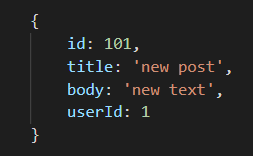 {
    id: 101,
    title: 'new post',
    body: 'new text',
    userId: 1
}